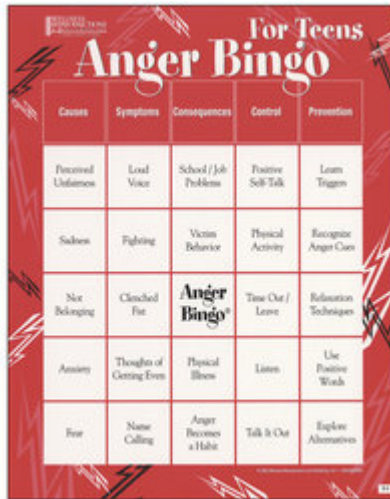 WELLNESS
REPRODUCTIONS
For Teens
Anger Bingo
Causes
Symptoms
Consequences
Control
Prevention
Perceived
Unfairness
Loud
Voice
School / Job
Problems
Positive
Self-Talk
Learn
Triggers
Sadness
Fighting
Victim
Behavior
Physical
Activity
Recognize
Anger Cues
Not
Belonging
Clenched
Fist
Anger
Bingo®
Time Out /
Leave
Relaxation
Techniques
Anxiety
Thoughts of
Getting Even
Physical
Illness
Listen
Use
Positive
Words
Fear
Name
Calling
Anger
Becomes
a Habit
Talk It Out
Explore
Alternatives